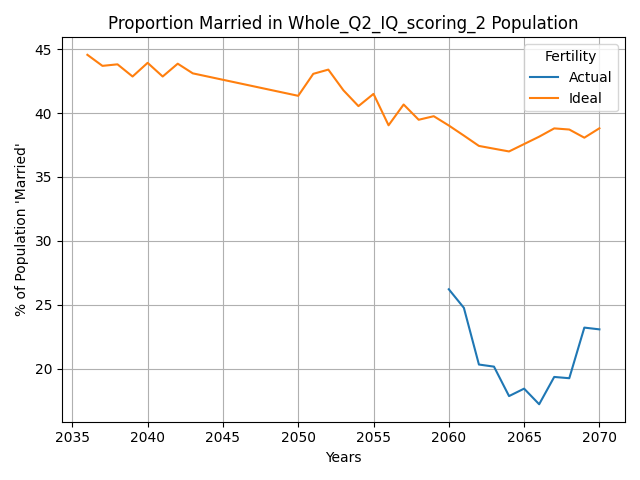 Proportion Married in Whole_Q2_IQ_scoring_2 Population
% of Population 'Married'
45
40
35
30
25
20
Fertility
Actual
Ideal
2035 2040 2045 2050 2055 2060 2065 2070
Years